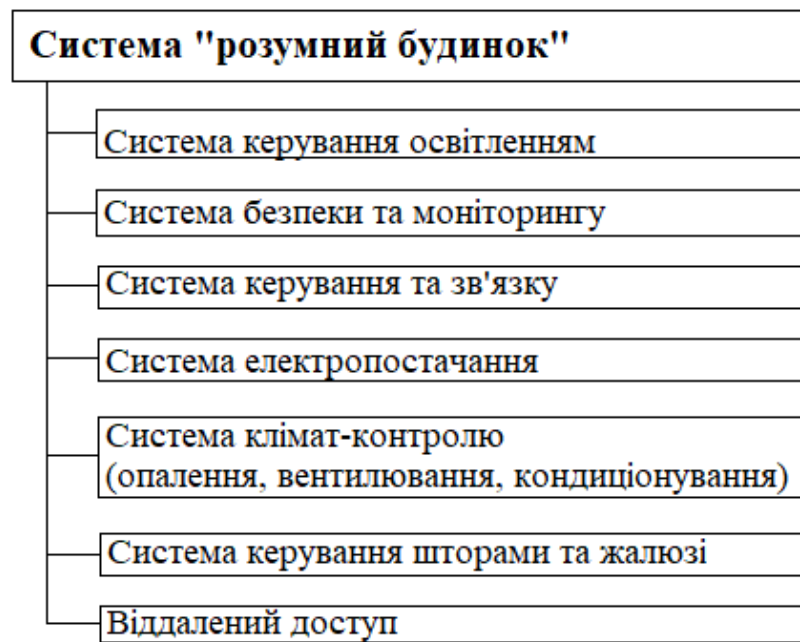 Система "розумний будинок"
Система керування освітленням
Система безпеки та моніторингу
Система керування та зв'язку
Система електропостачання
Система клімат-контролю
(опалення, вентилювання, кондиціонування)
Система керування шторами та жалюзі
Віддалений доступ